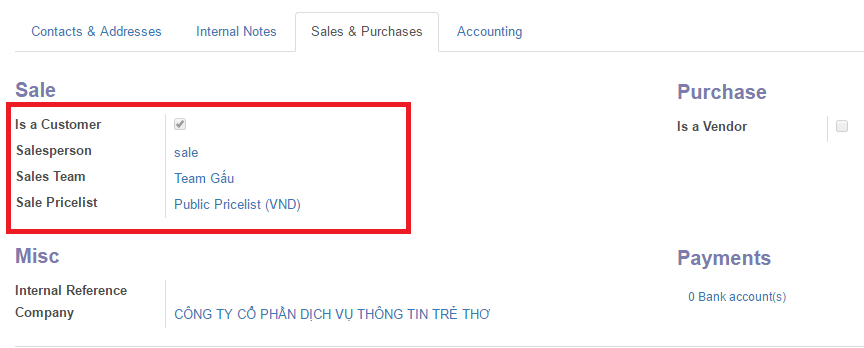 Contacts & Addresses Internal Notes Sales & Purchases Accounting
Sale
Is a Customer
Salesperson sale
Sales Team Team Gấu
Sale Pricelist Public Pricelist (VND)
Purchase
Is a Vendor
Misc
Internal Reference
Company CÔNG TY CỔ PHẦN DỊCH VỤ THÔNG TIN TRẺ THƠ
Payments
0 Bank account(s)